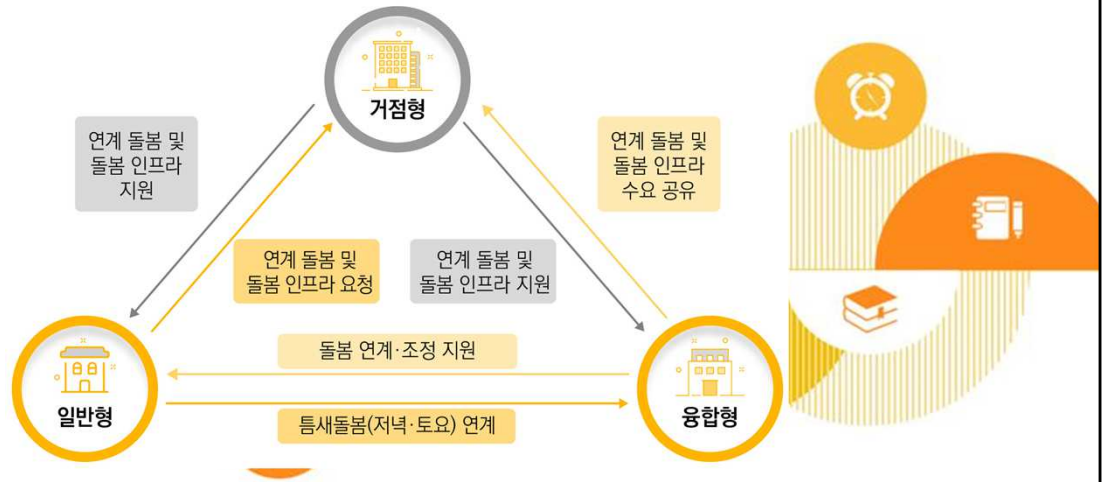 거점형
연계 돌봄 및
돌봄 인프라
지원
연계 돌봄 및
돌봄 인프라
수요 공유
연계 돌봄 및
돌봄 인프라 요청
연계 돌봄 및
돌봄 인프라 지원
돌봄 연계·조정 지원
일반형
융합형
틈새돌봄(저녁·토요) 연계